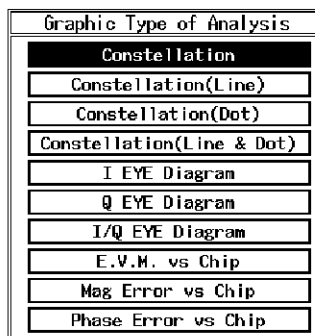 Graphic Type of Analysis
Constellation
Constellation(Line)
Constellation(Dot)
Constellation(Line & Dot)
I EYE Diagram
Q EYE Diagram
I/Q EYE Diagram
E.V.M. vs Chip
Mag Error vs Chip
Phase Error vs Chip